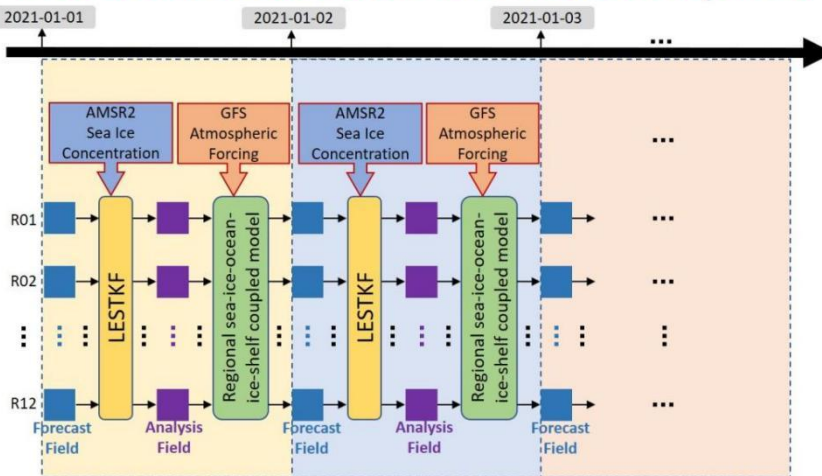 2021-01-01
2021-01-02
2021-01-03
...
AMSR2
Sea Ice
Concentration
GFS
Atmospheric
Forcing
AMSR2
Sea Ice
Concentration
GFS
Atmospheric
Forcing
...
R01
...
R02
...
R12
...
LESTKF
Regional sea-ice-ocean-
ice-shelf coupled model
LESTKF
Regional sea-ice-ocean-
ice-shelf coupled model
Forecast
Field
Analysis
Field
Forecast
Field
Analysis
Field
Forecast
Field